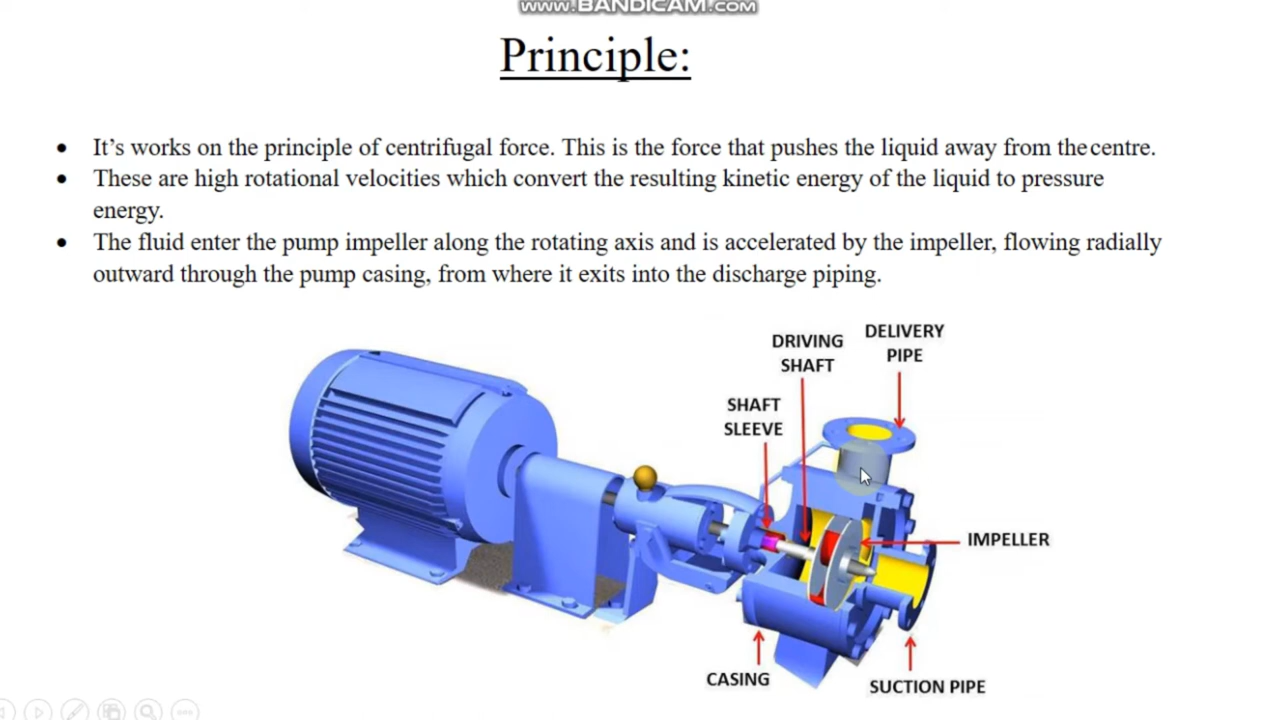 www.BANDICAM.com
Principle:
• It's works on the principle of centrifugal force. This is the force that pushes the liquid away from the centre.
• These are high rotational velocities which convert the resulting kinetic energy of the liquid to pressure
energy.
• The fluid enter the pump impeller along the rotating axis and is accelerated by the impeller, flowing radially
outward through the pump casing, from where it exits into the discharge piping.
DELIVERY
PIPE
DRIVING
SHAFT
SHAFT
SLEEVE
IMPELLER
CASING
SUCTION PIPE